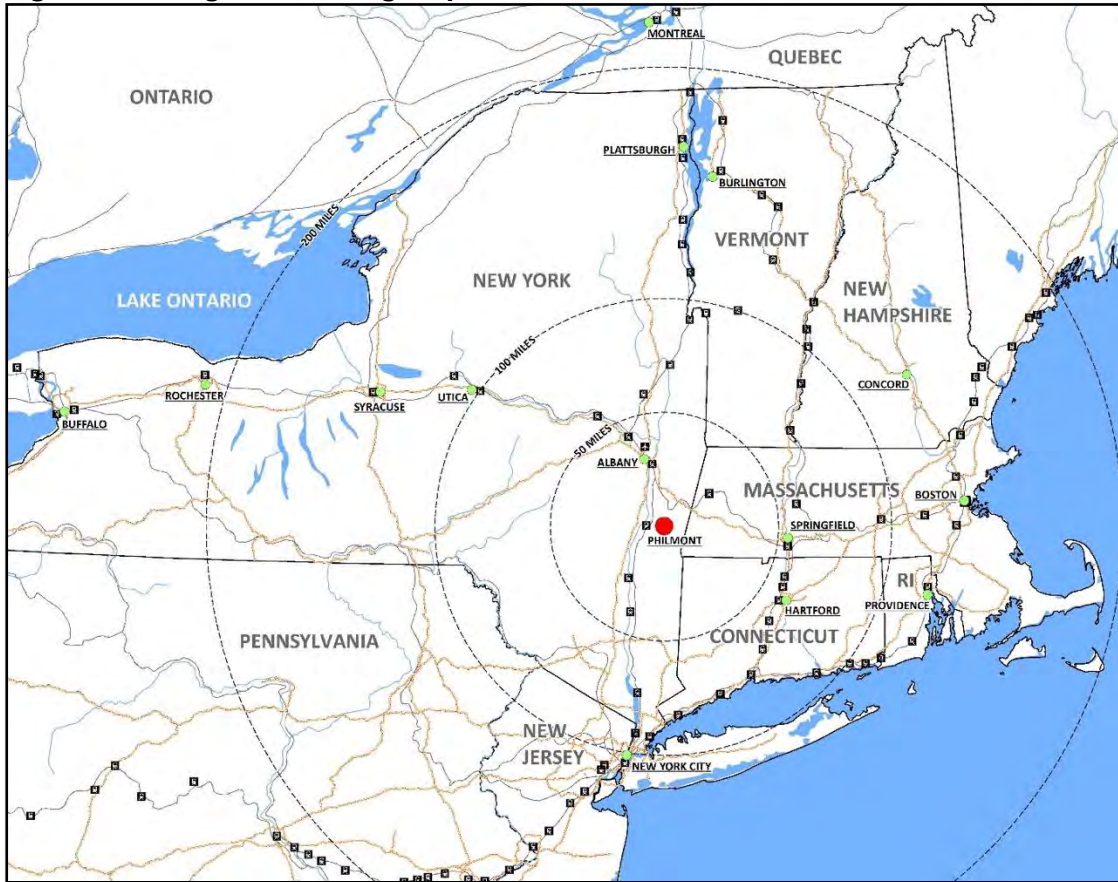 MONTREAL
QUEBEC
ONTARIO
PLATTSBURGH
BURLINGTON
200 MILES
VERMONT
NEW YORK
LAKE ONTARIO
NEW
HAMPSHIRE
100 MILES
CONCORD
ROCHESTER
SYRACUSE
UTICA
BUFFALO
50 MILES
ALBANY
MASSACHUSETTS
BOSTON
SPRINGFIELD
PHILMONT
RI
PROVIDENCE
HARTFORD
CONNECTICUT
PENNSYLVANIA
NEW
JERSEY
NEW YORK CITY